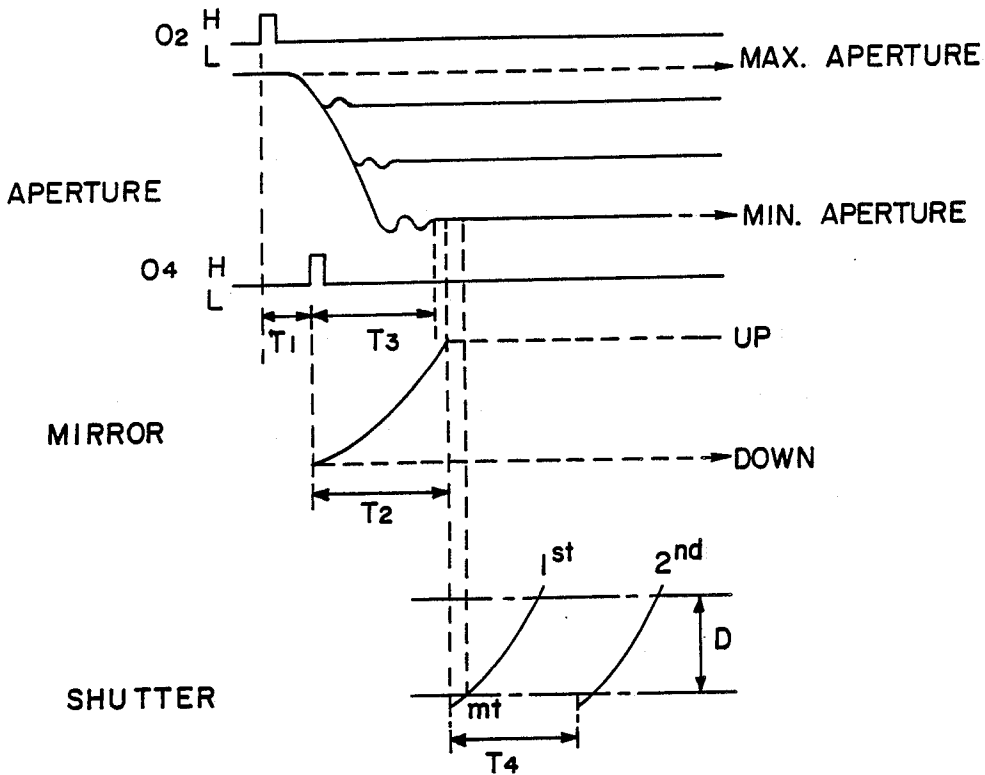 O2 H
L
MAX. APERTURE
APERTURE
MIN. APERTURE
O4 H
L
T1 T3
UP
MIRROR
DOWN
T2
1st 2nd
D
SHUTTER
mt
T4